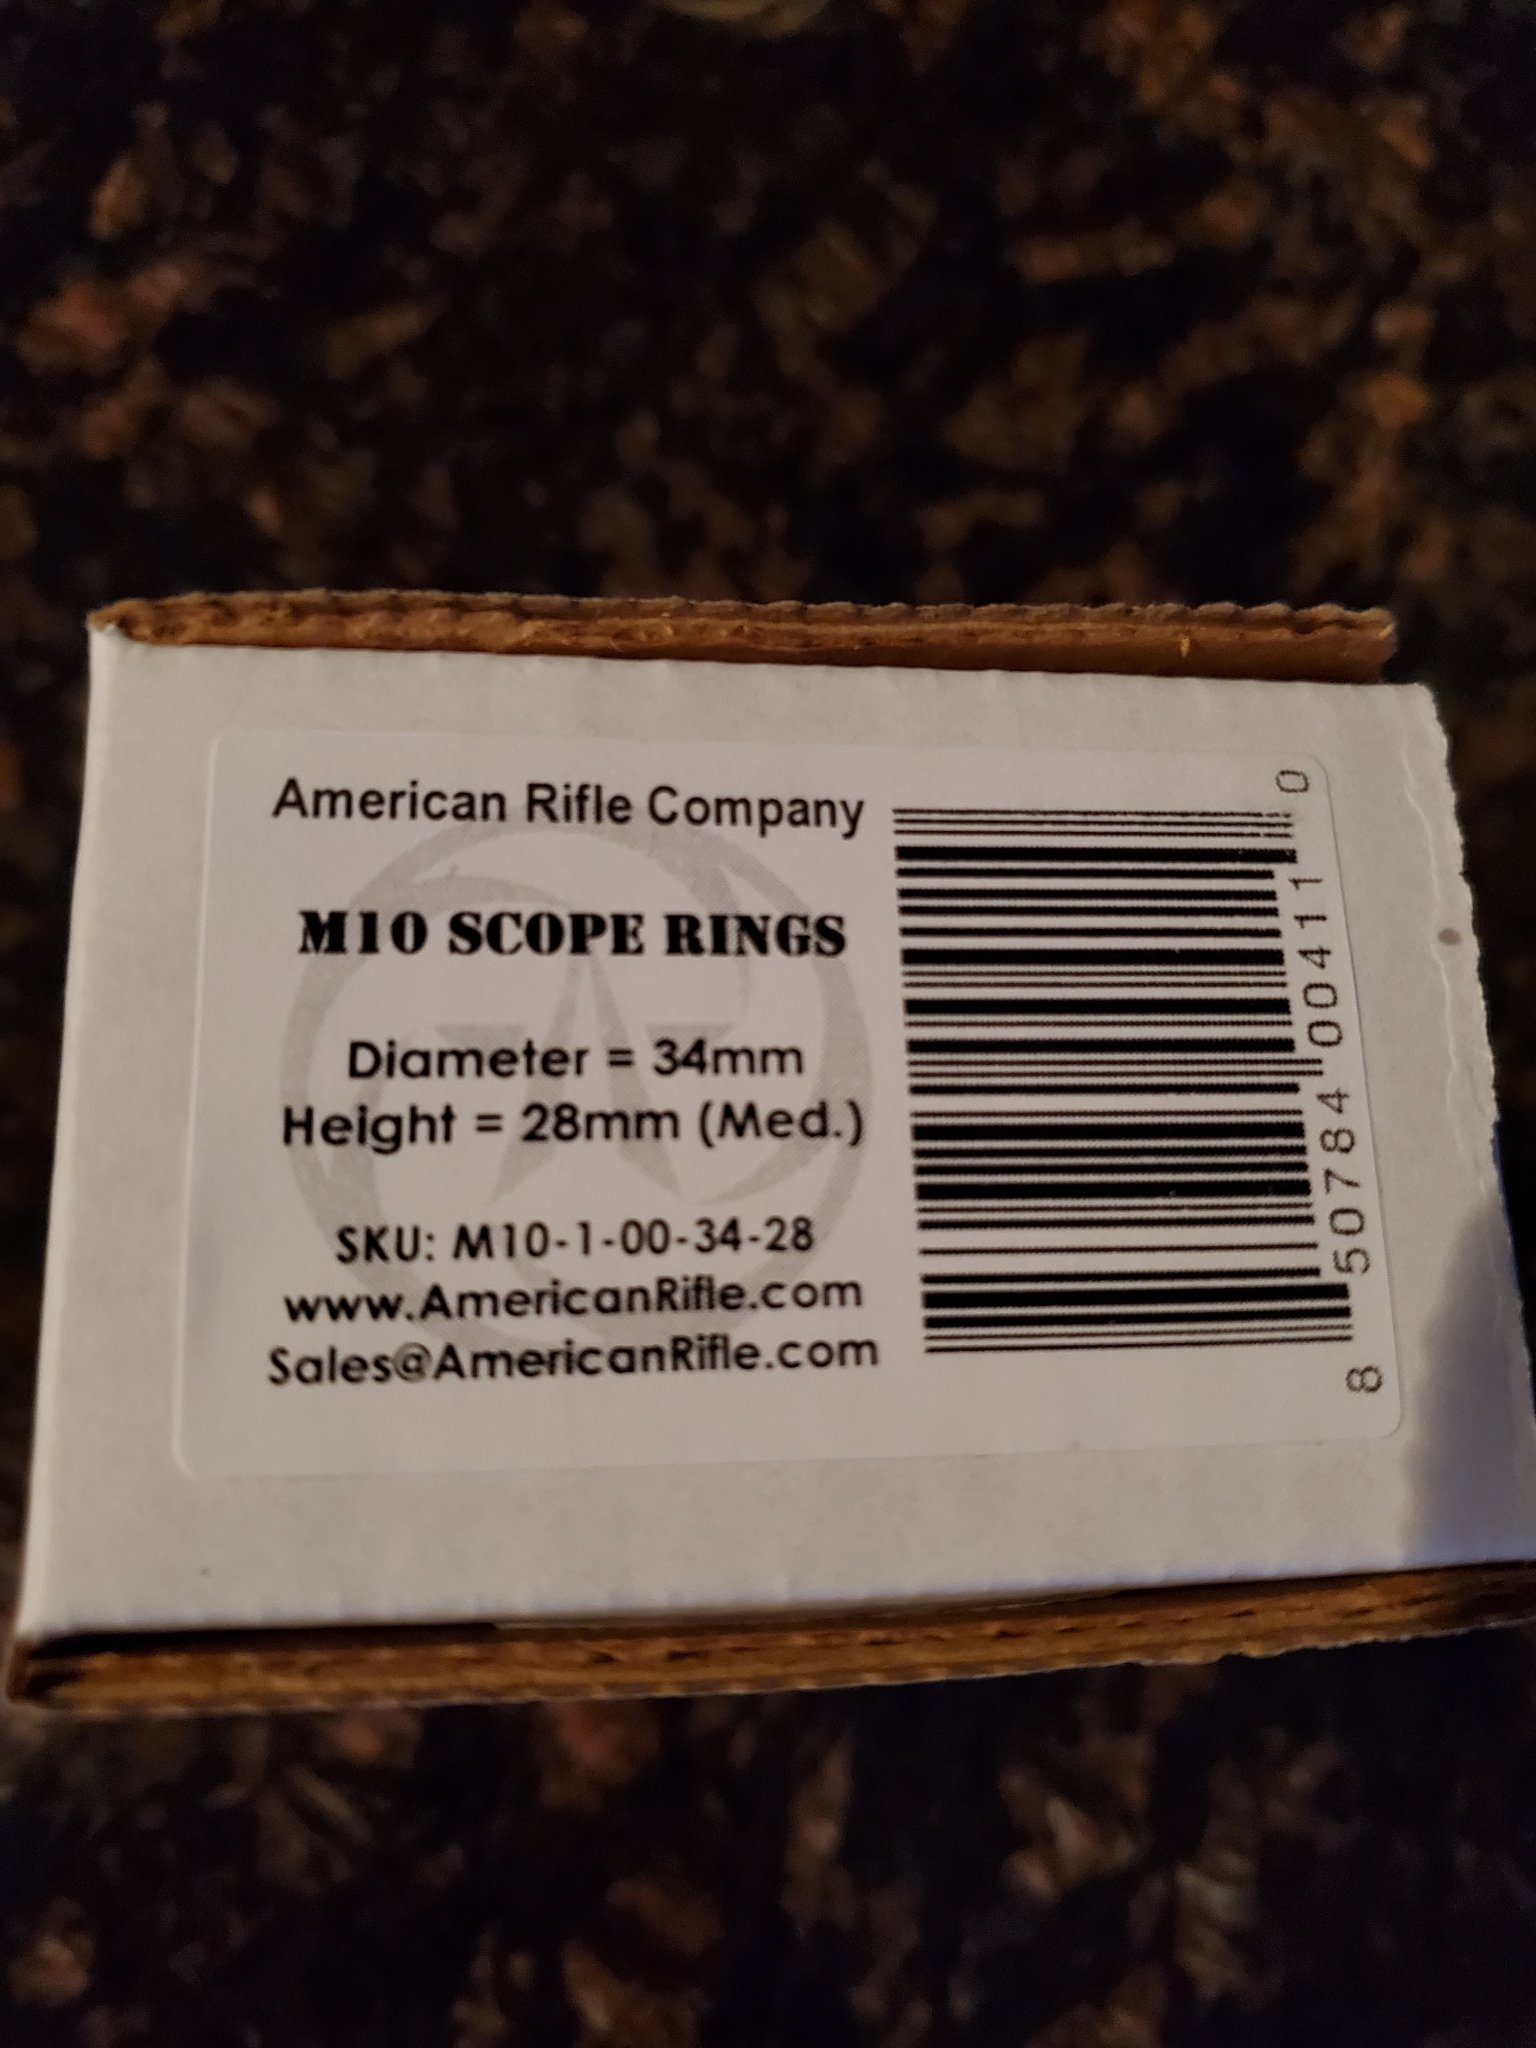 American Rifle Company
M10 SCOPE RINGS
Diameter = 34mm
Height = 28mm (Med.)
SKU: M10-1-00-34-28
www.AmericanRifle.com
Sales@AmericanRifle.com
8 50784 00411 0